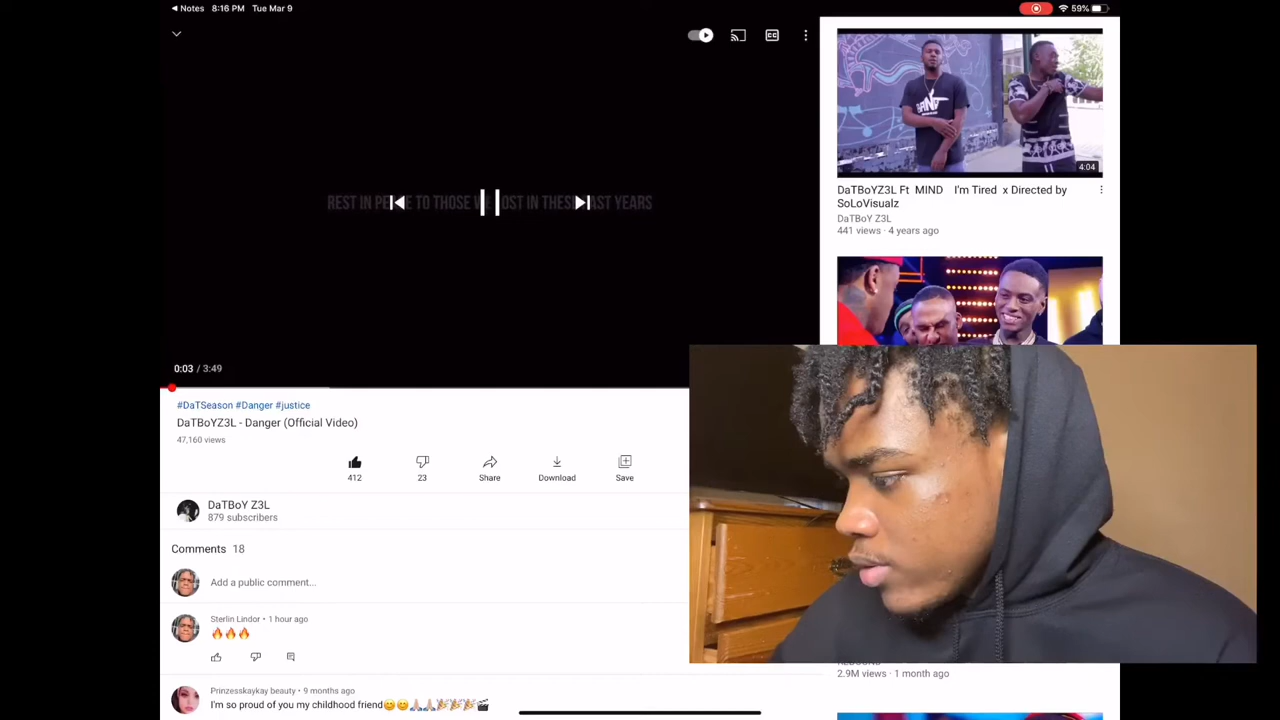 Notes 8:16 PM Tue Mar 9
59%
CC
REST IN TO THOSE IN YEARS
0:03 / 3:49
#DaTSeason #Danger #justice
DaTBoYZ3L - Danger (Official Video)
47,160 views
412
23
Share
Download
Save
DaTBoY Z3L
879 subscribers
Comments 18
Add a public comment...
Sterlin Lindor • 1 hour ago
🔥🔥🔥
Prinzesskaykay beauty • 9 months ago
I'm so proud of you my childhood friend😊😊🙏🏼🙏🏼🎉🎉🎉🎬
4:04
DaTBoYZ3L Ft MIND I'm Tired x Directed by
SoLoVisualz
DaTBoY Z3L
441 views · 4 years ago
2.9M views · 1 month ago